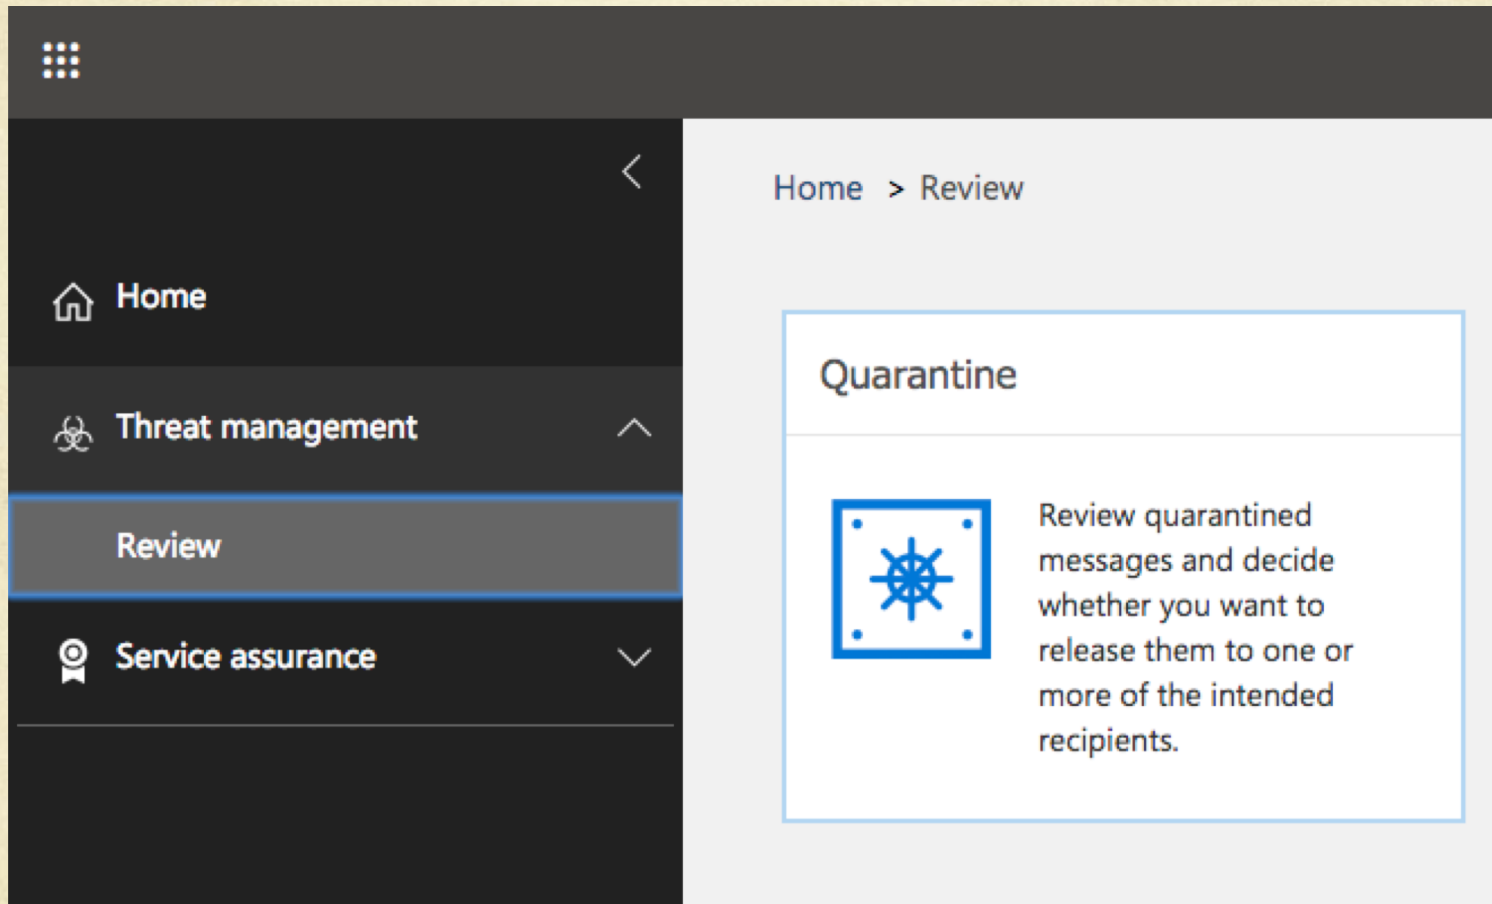 Home > Review
Home
Threat management
Review
Service assurance
Quarantine
Review quarantined
messages and decide
whether you want to
release them to one or
more of the intended
recipients.